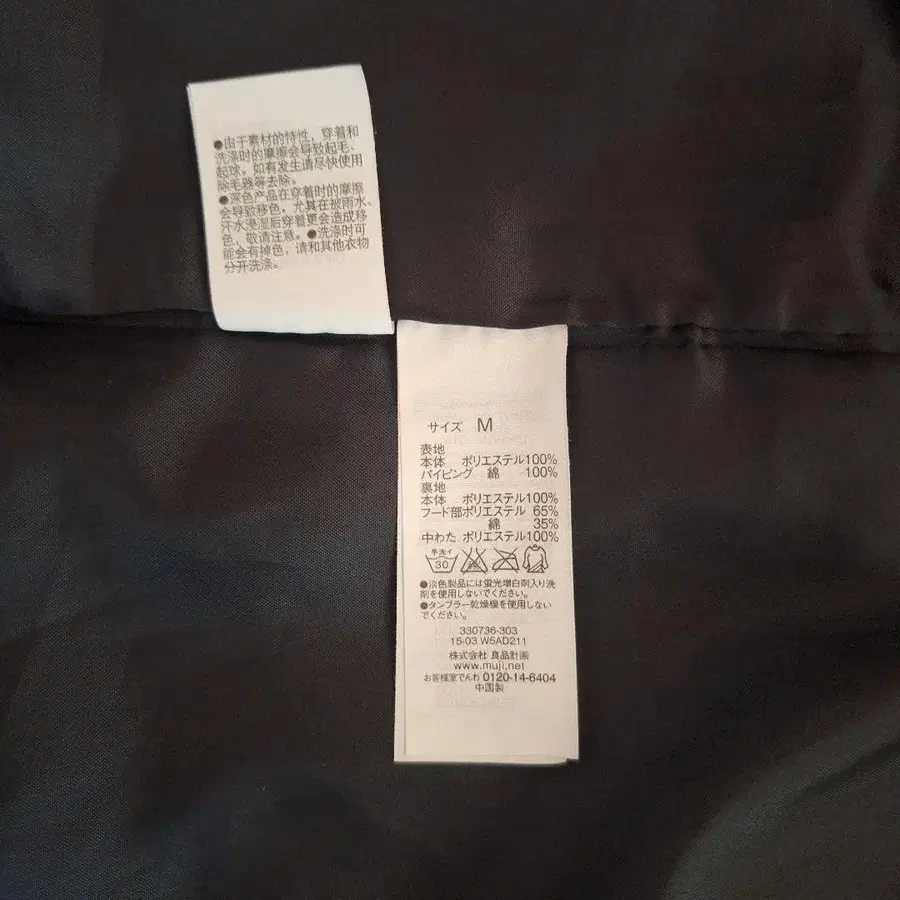 ●由于素材的特性，穿着和
洗涤时的摩擦会导致起毛、
起球。如有发生请尽快使用
除毛器等去除。
●深色产品在穿着时的摩擦
会导致移色。尤其在被雨水、
汗水浸湿后穿着更会造成移
色，敬请注意。●洗涤时可
能会有掉色，请和其他衣物
分开洗涤。
サイズ M
表地
本体 ポリエステル100%
パイピング 綿 100%
裏地
本体 ポリエステル100%
フード部ポリエステル 65%
綿 35%
中わた ポリエステル100%
手洗イ
30
●淡色製品には蛍光増白剤入り洗
剤を使用しないでください。
●タンブラー乾燥機を使用しない
でください。
330736-303
15-03 W5AD211
株式会社 良品計画
www.muji.net
お客様室でんわ 0120-14-6404
中国製